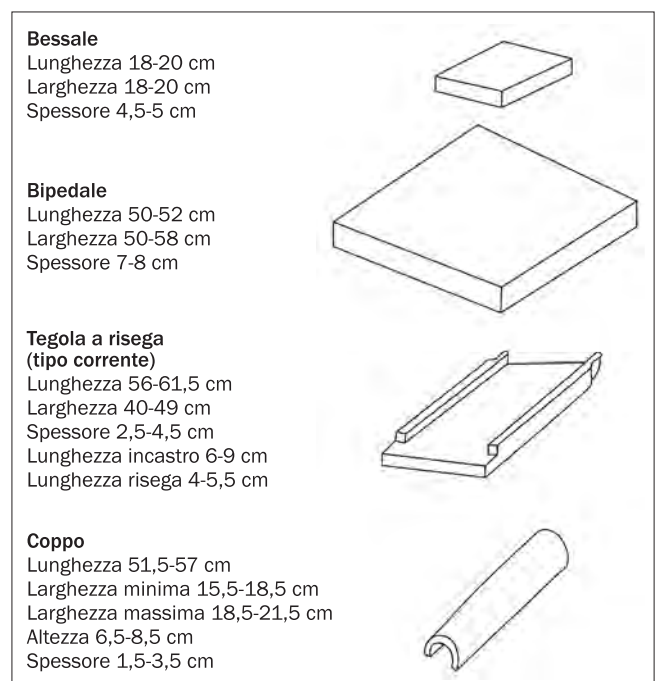 Bessale
Lunghezza 18-20 cm
Larghezza 18-20 cm
Spessore 4,5-5 cm
Bipedale
Lunghezza 50-52 cm
Larghezza 50-58 cm
Spessore 7-8 cm
Tegola a risega
(tipo corrente)
Lunghezza 56-61,5 cm
Larghezza 40-49 cm
Spessore 2,5-4,5 cm
Lunghezza incastro 6-9 cm
Lunghezza risega 4-5,5 cm
Coppo
Lunghezza 51,5-57 cm
Larghezza minima 15,5-18,5 cm
Larghezza massima 18,5-21,5 cm
Altezza 6,5-8,5 cm
Spessore 1,5-3,5 cm